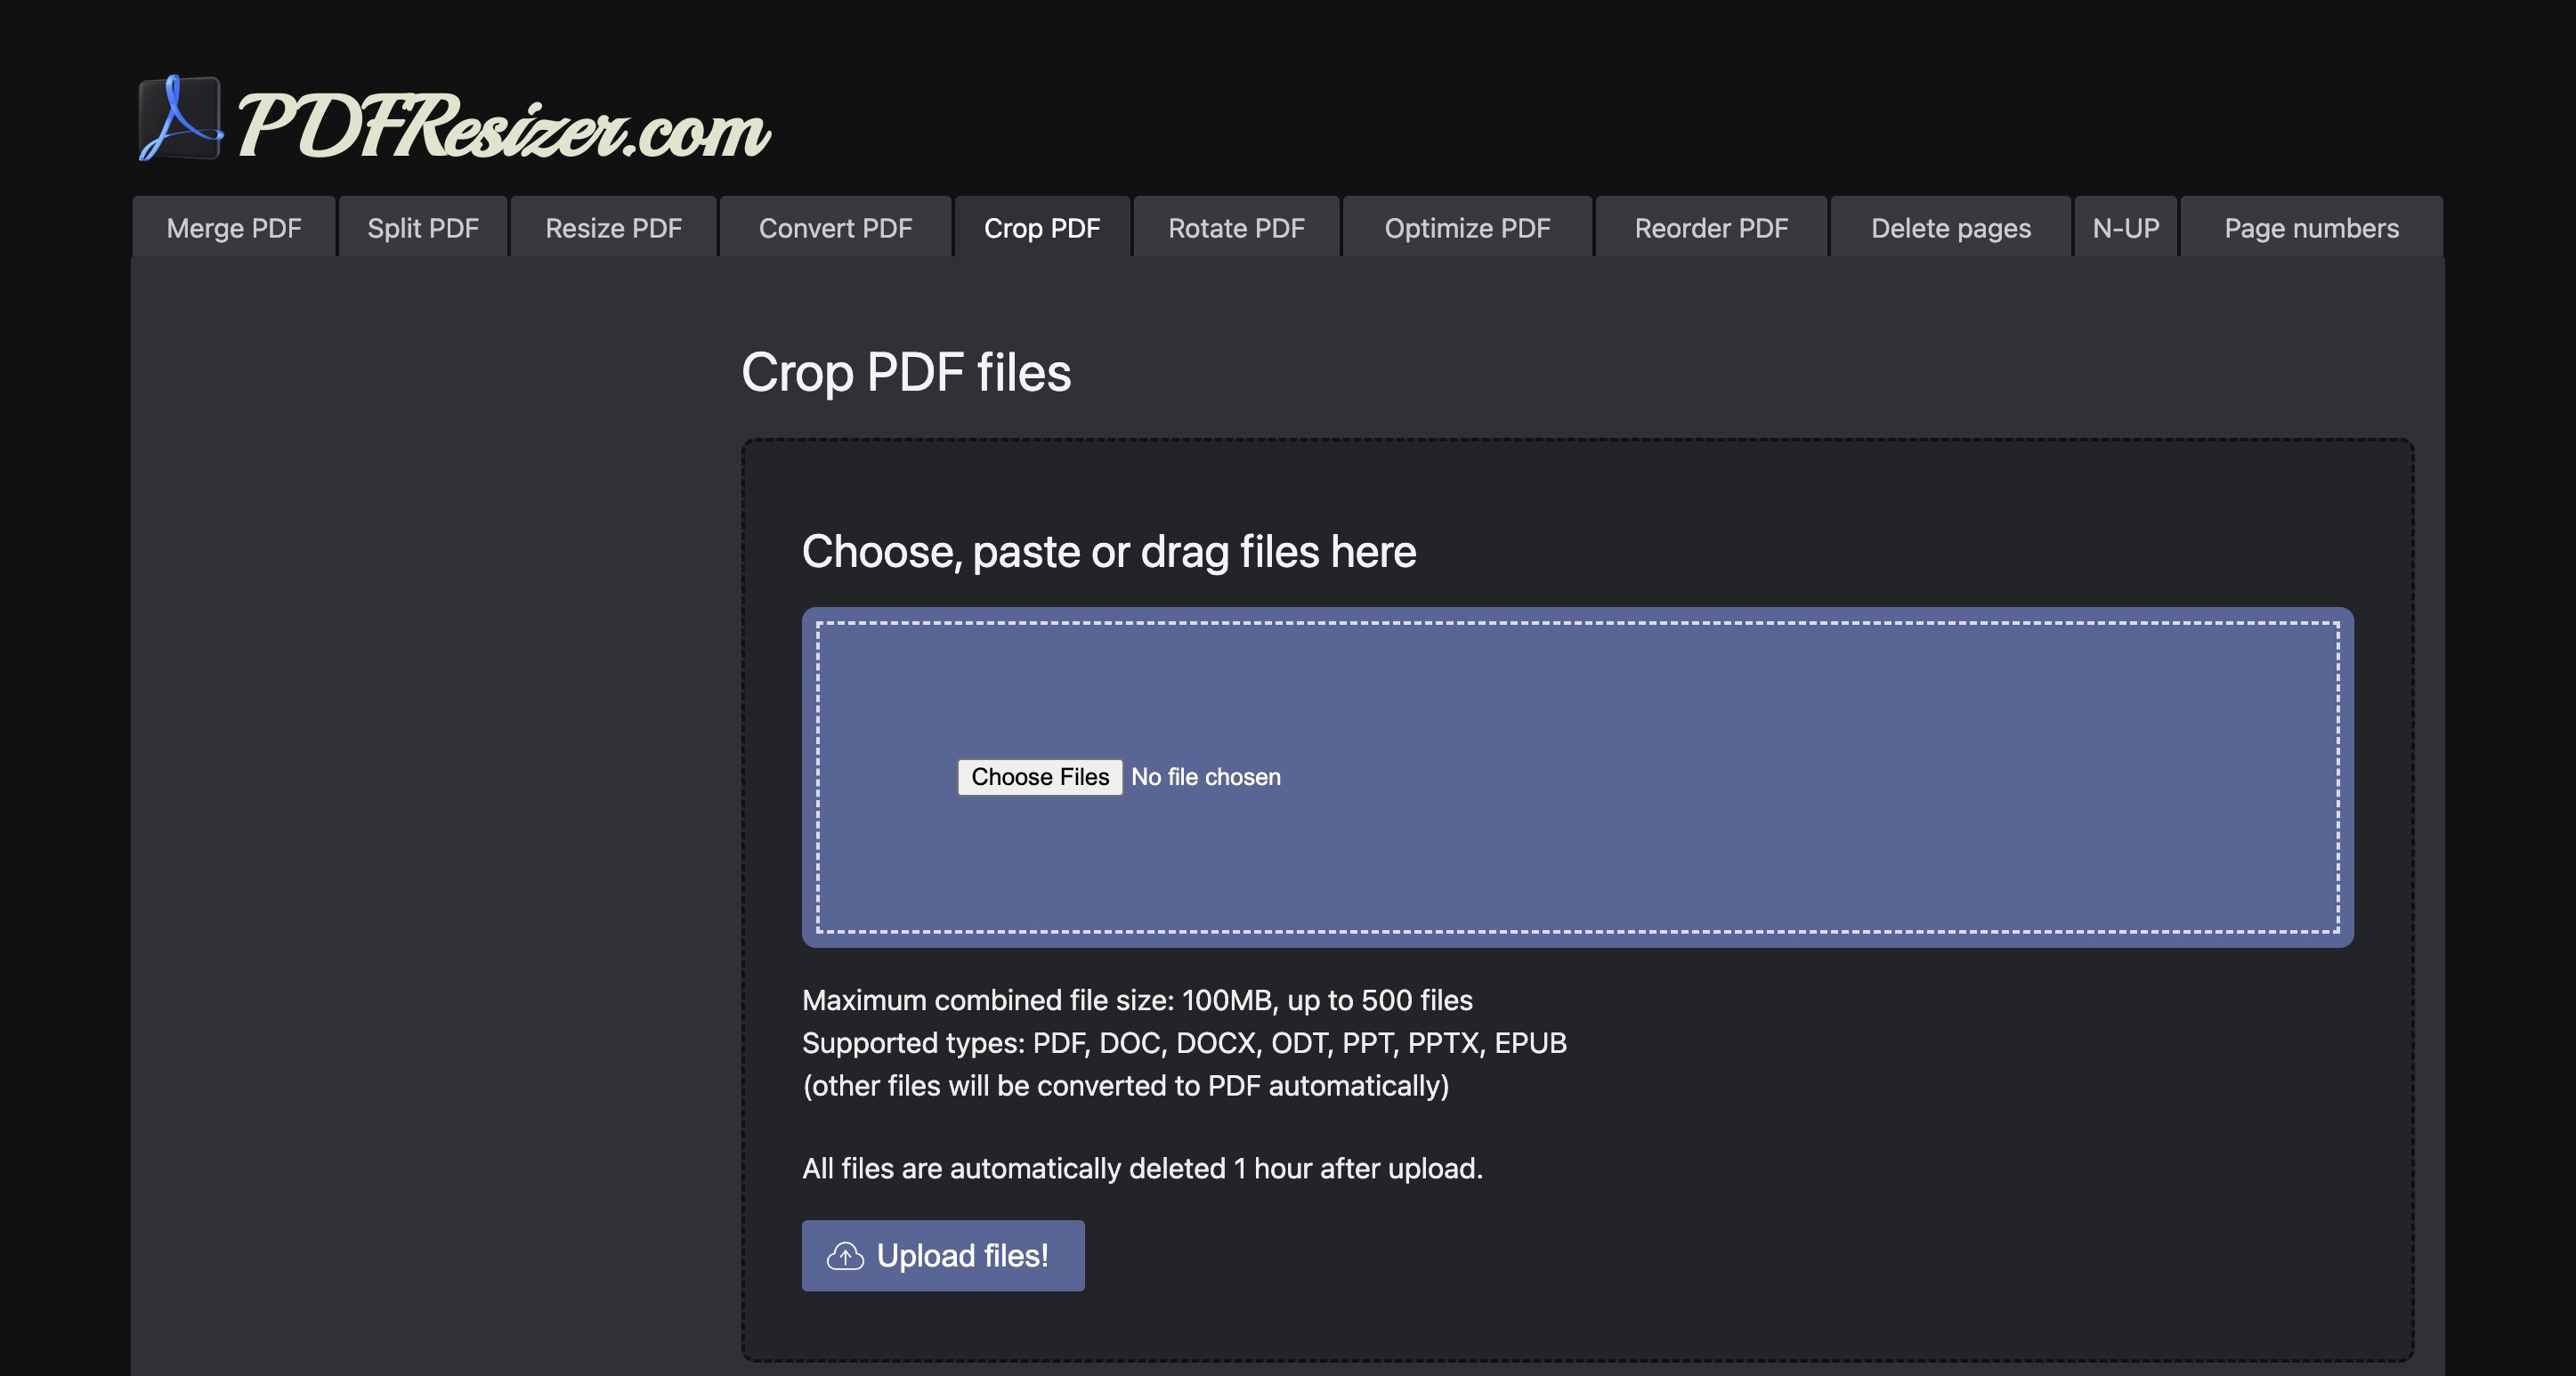 PDFResizer.com
Merge PDF Split PDF Resize PDF Convert PDF Crop PDF Rotate PDF Optimize PDF Reorder PDF Delete pages N-UP Page numbers
Crop PDF files
Choose, paste or drag files here
Choose Files No file chosen
Maximum combined file size: 100MB, up to 500 files
Supported types: PDF, DOC, DOCX, ODT, PPT, PPTX, EPUB
(other files will be converted to PDF automatically)
All files are automatically deleted 1 hour after upload.
Upload files!